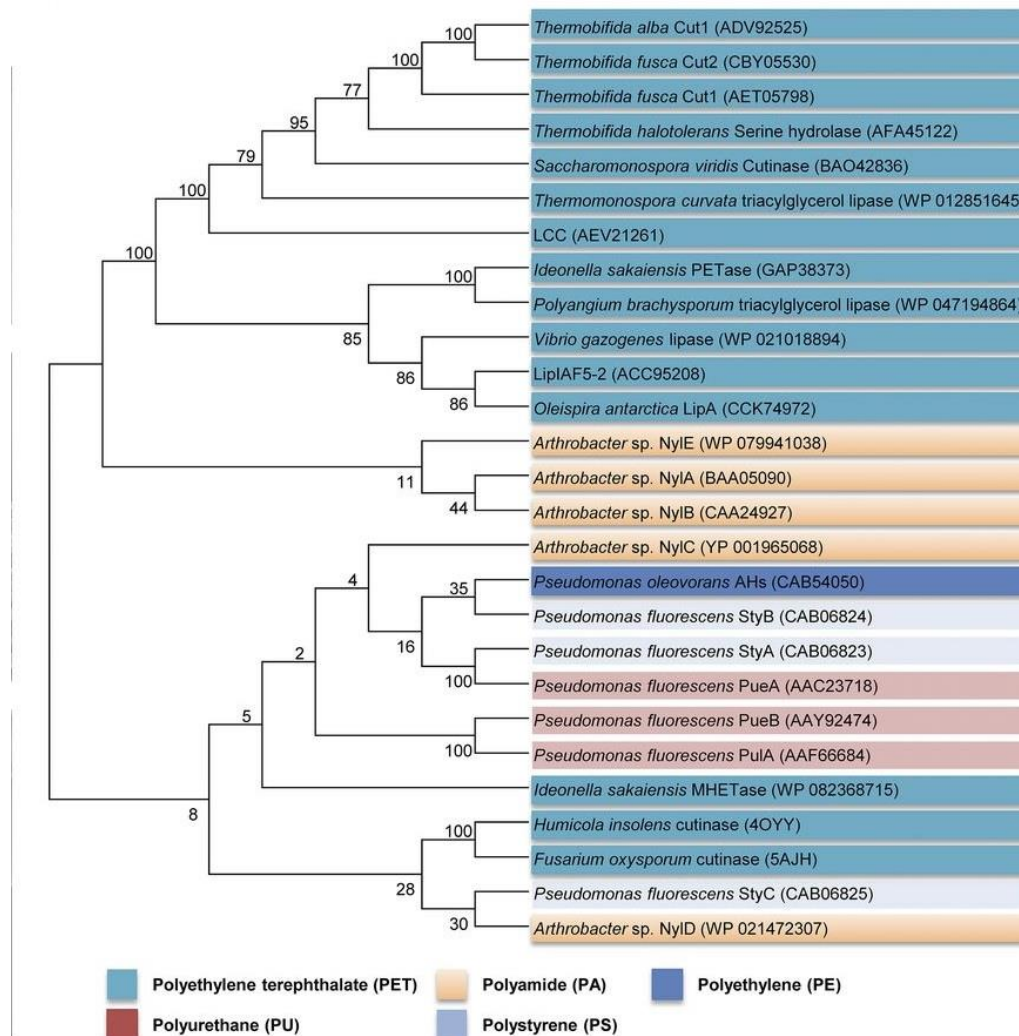 100 Thermobifida alba Cut1 (ADV92525)
100 Thermobifida fusca Cut2 (CBY05530)
77 Thermobifida fusca Cut1 (AET05798)
95 Thermobifida halotolerans Serine hydrolase (AFA45122)
79 Saccharomonospora viridis Cutinase (BAO42836)
100 Thermomonospora curvata triacylglycerol lipase (WP 012851645
LCC (AEV21261)
100
100 Ideonella sakaiensis PETase (GAP38373)
Polyangium brachysporum triacylglycerol lipase (WP 047194864)
85 Vibrio gazogenes lipase (WP 021018894)
86 LipIAF5-2 (ACC95208)
86 Oleispira antarctica LipA (CCK74972)
Arthrobacter sp. NylE (WP 079941038)
11 Arthrobacter sp. NylA (BAA05090)
44 Arthrobacter sp. NylB (CAA24927)
Arthrobacter sp. NylC (YP 001965068)
4 35 Pseudomonas oleovorans AHs (CAB54050)
Pseudomonas fluorescens StyB (CAB06824)
2 16 Pseudomonas fluorescens StyA (CAB06823)
100 Pseudomonas fluorescens PueA (AAC23718)
5 Pseudomonas fluorescens PueB (AAY92474)
100 Pseudomonas fluorescens PulA (AAF66684)
Ideonella sakaiensis MHETase (WP 082368715)
8 100 Humicola insolens cutinase (4OYY)
Fusarium oxysporum cutinase (5AJH)
28 Pseudomonas fluorescens StyC (CAB06825)
30 Arthrobacter sp. NylD (WP 021472307)
Polyethylene terephthalate (PET) Polyamide (PA) Polyethylene (PE)
Polyurethane (PU) Polystyrene (PS)